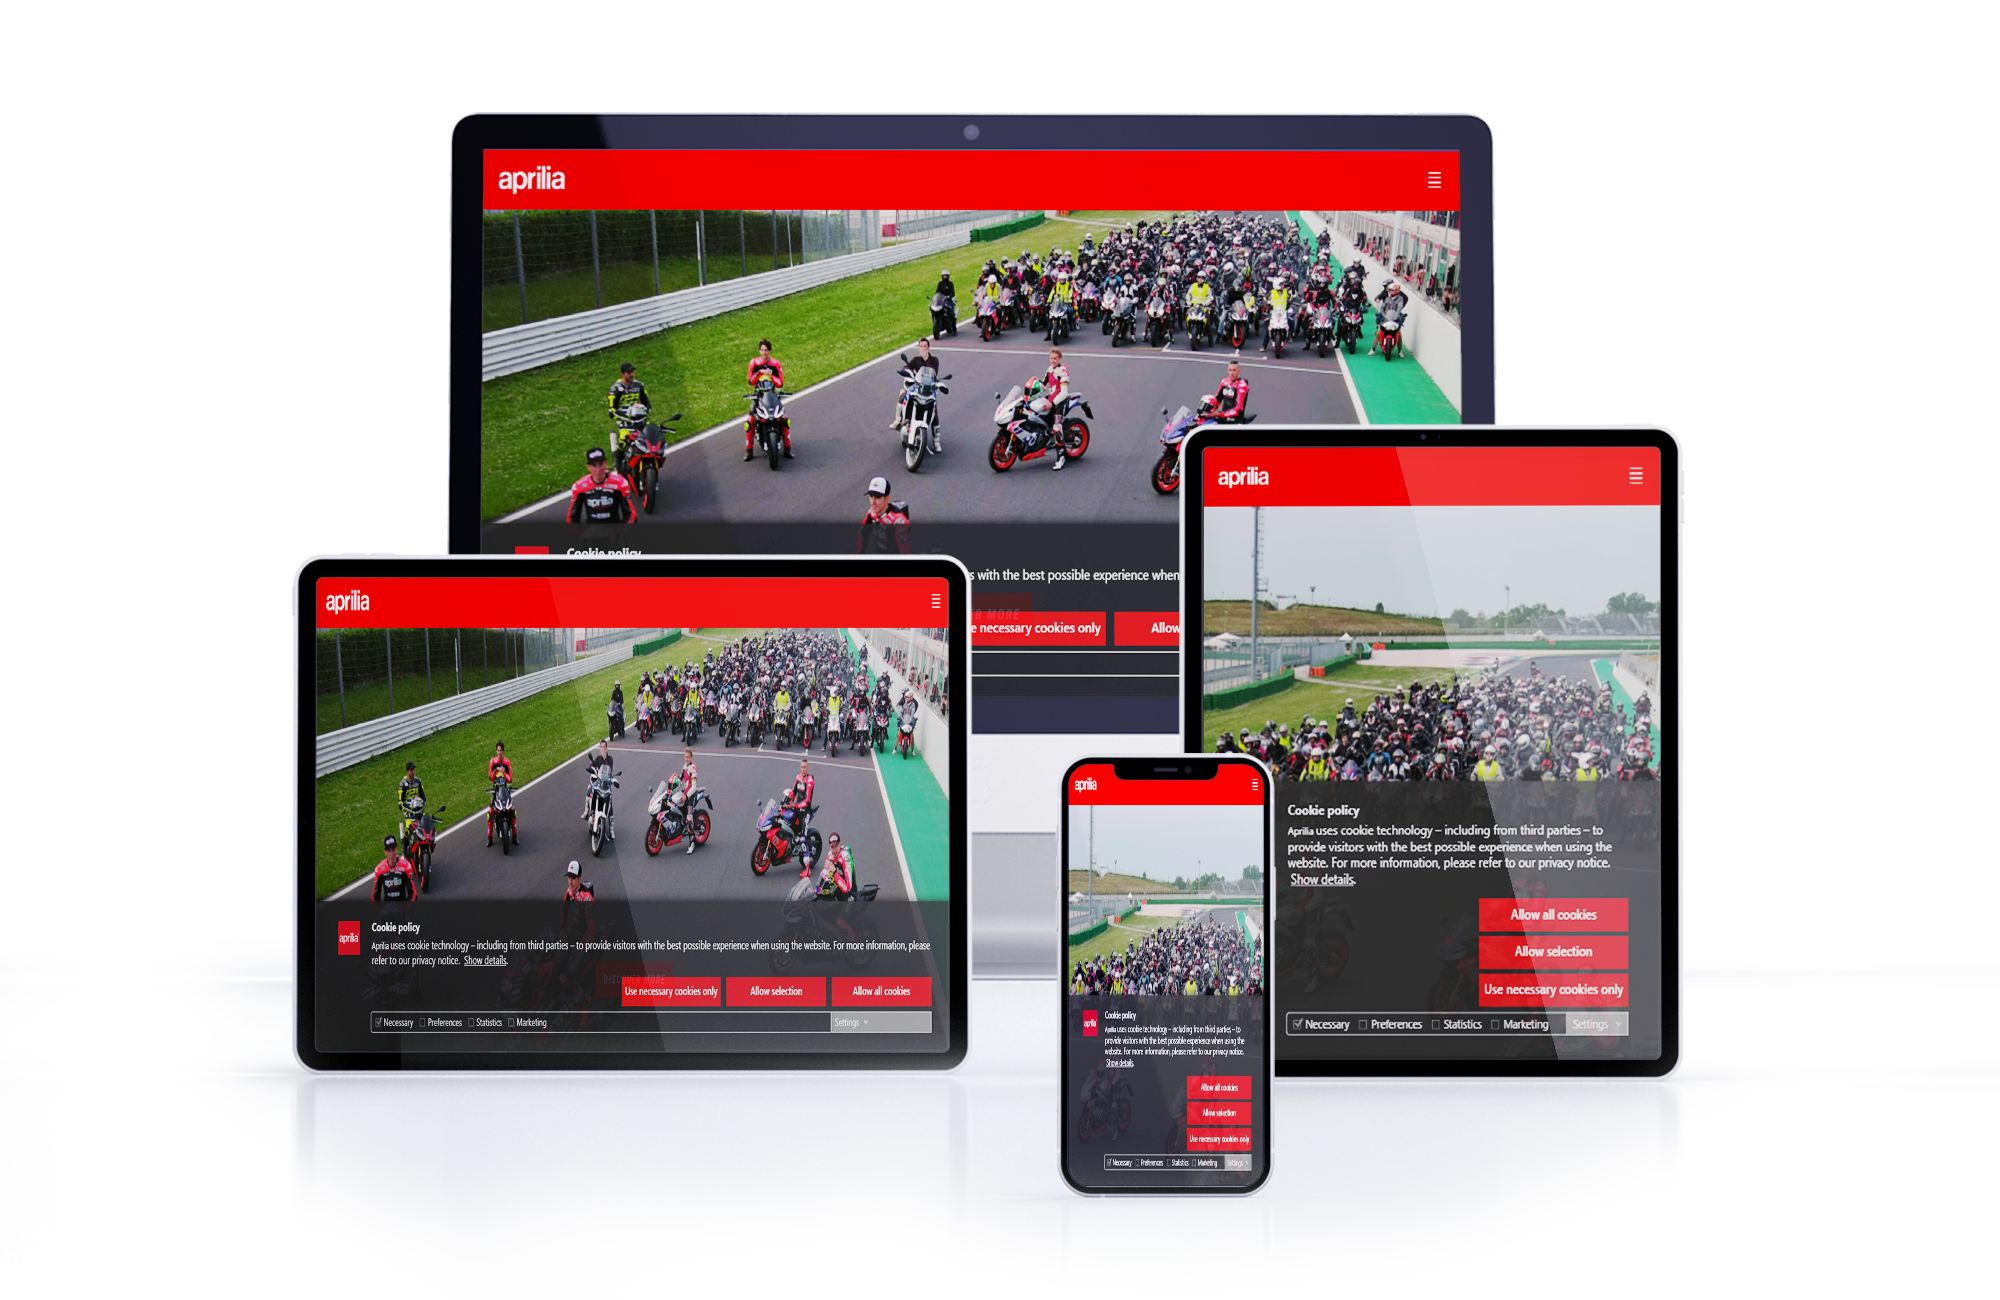 aprilia
Cookie policy
s with the best possible experience when
ER MORE
e necessary cookies only
Allow
aprilia
aprilia
Cookie policy
Aprilia uses cookie technology – including from third parties – to provide visitors with the best possible experience when using the website. For more information, please
refer to our privacy notice. Show details.
DISCOVER MORE
Use necessary cookies only
Allow selection
Allow all cookies
Necessary
Preferences
Statistics
Marketing
Settings
aprilia
Cookie policy
Aprilia uses cookie technology – including from third parties – to
provide visitors with the best possible experience when using the
website. For more information, please refer to our privacy notice.
Show details.
Allow all cookies
Allow selection
Use necessary cookies only
Necessary
Preferences
Statistics
Marketing
Settings
aprilia
aprilia
Cookie policy
Aprilia uses cookie technology – including from third parties – to
provide visitors with the best possible experience when using the
website. For more information, please refer to our privacy notice.
Show details.
Allow all cookies
Allow selection
Use necessary cookies only
Necessary
Preferences
Statistics
Marketing
Settings